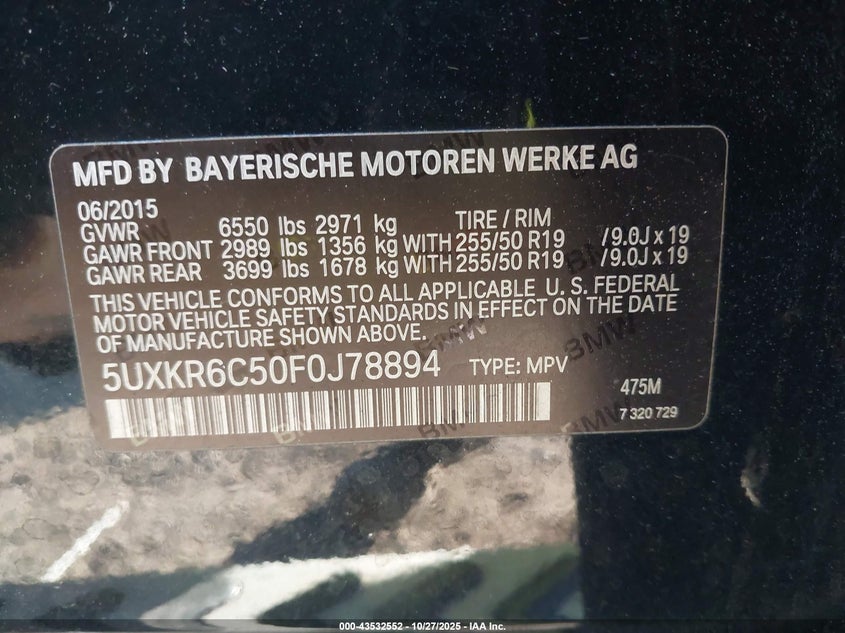 MFD BY BAYERISCHE MOTOREN WERKE AG
06/2015
GVWR 6550 lbs 2971 kg TIRE / RIM
GAWR FRONT 2989 lbs 1356 kg WITH 255/50 R19 /9.0J x 19
GAWR REAR 3699 lbs 1678 kg WITH 255/50 R19 /9.0J x 19
THIS VEHICLE CONFORMS TO ALL APPLICABLE U. S. FEDERAL
MOTOR VEHICLE SAFETY STANDARDS IN EFFECT ON THE DATE
OF MANUFACTURE SHOWN ABOVE.
5UXKR6C50F0J78894 TYPE: MPV
475M
7 320 729
000-43532552 - 10/27/2025 - IAA Inc.